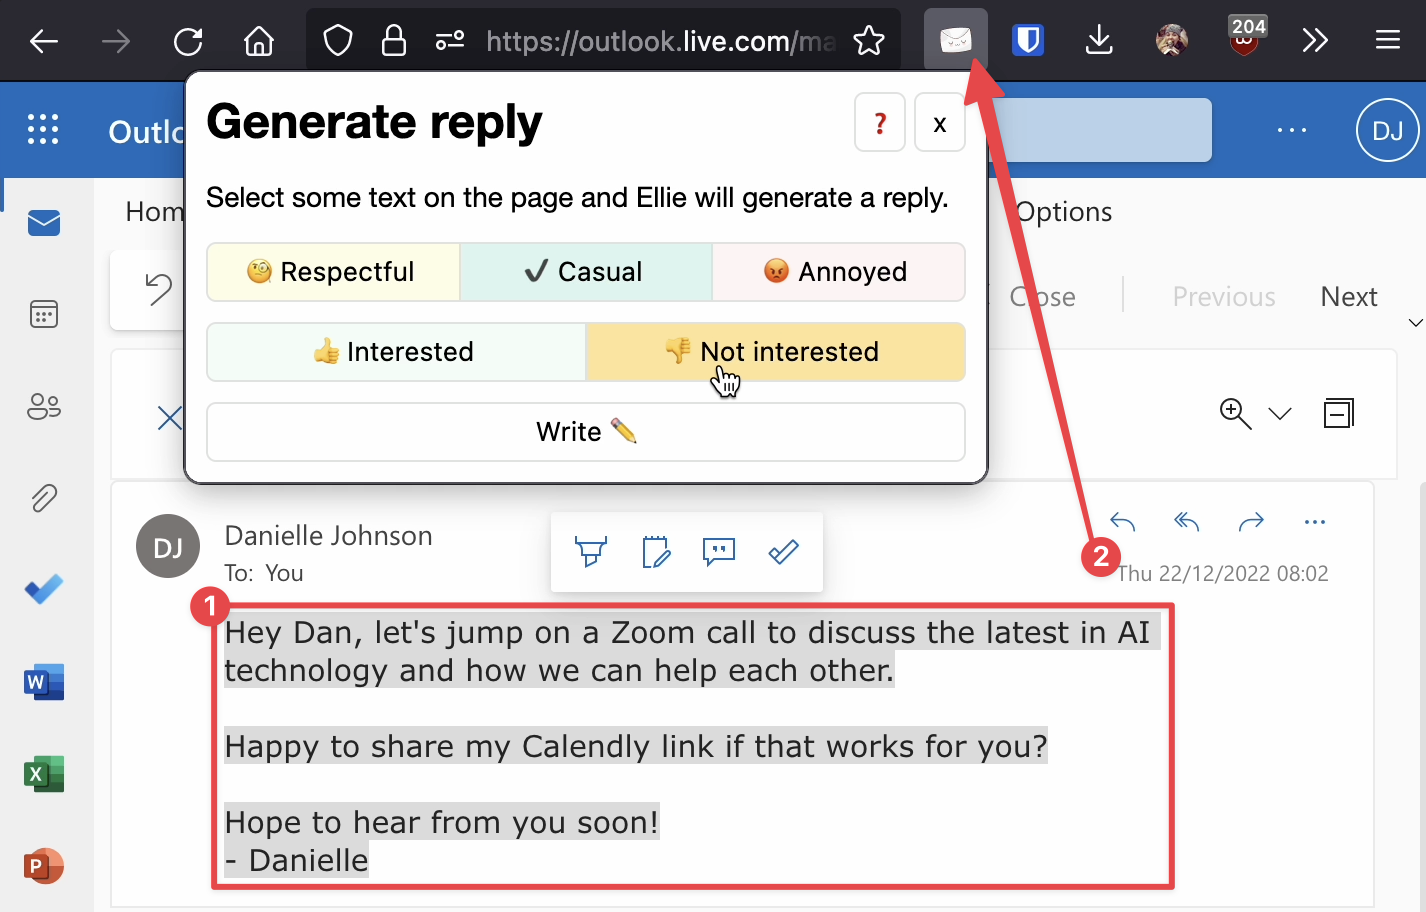 https://outlook.live.com/ma
204
Generate reply
? x
Select some text on the page and Ellie will generate a reply.
🧐 Respectful ✔ Casual 😡 Annoyed
👍 Interested 👎 Not interested
Write ✏️
Outlo
DJ
Hom
Options
Close
Previous
Next
DJ
Danielle Johnson
To: You
2
Thu 22/12/2022 08:02
1
Hey Dan, let's jump on a Zoom call to discuss the latest in AI
technology and how we can help each other.
Happy to share my Calendly link if that works for you?
Hope to hear from you soon!
- Danielle
W
X
P